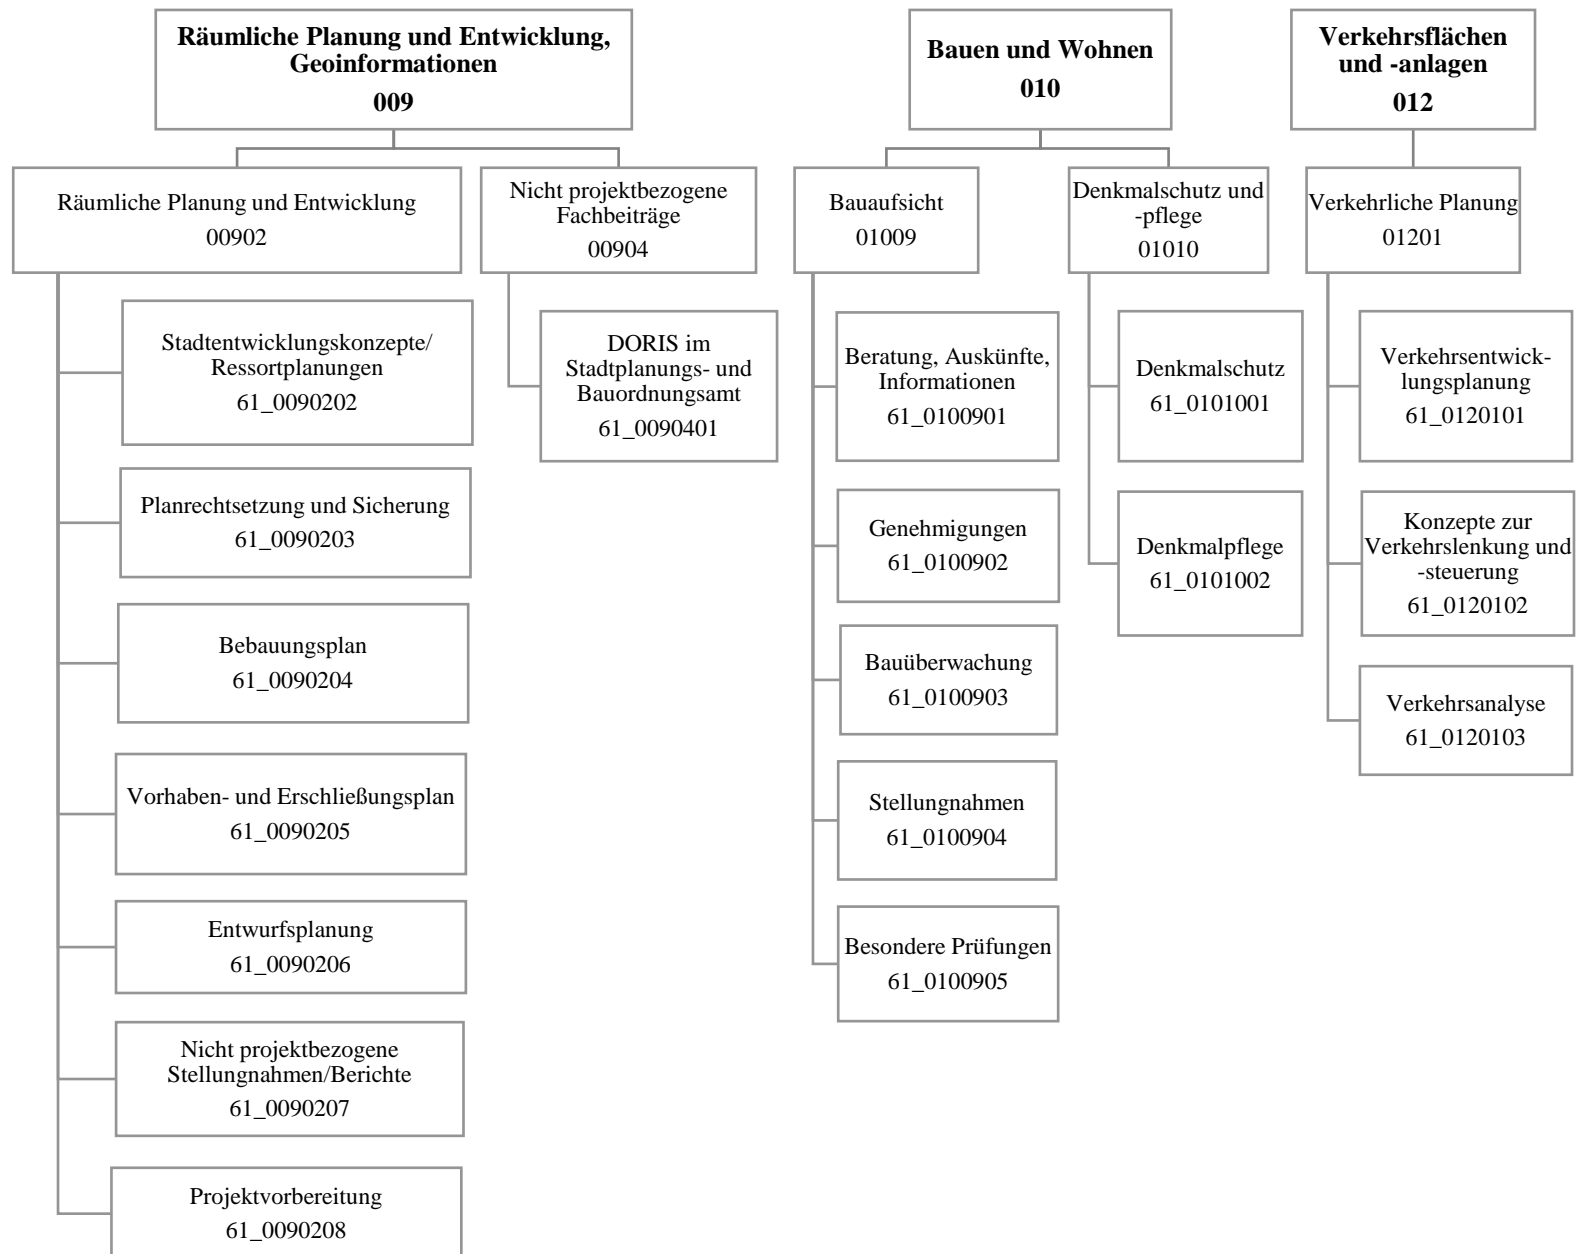 Räumliche Planung und Entwicklung,
Geoinformationen
009
Bauen und Wohnen
010
Verkehrsflächen
und -anlagen
012
Räumliche Planung und Entwicklung
00902
Nicht projektbezogene
Fachbeiträge
00904
Bauaufsicht
01009
Denkmalschutz und
-pflege
01010
Verkehrliche Planung
01201
Stadtentwicklungskonzepte/
Ressortplanungen
61_0090202
Planrechtsetzung und Sicherung
61_0090203
Bebauungsplan
61_0090204
Vorhaben- und Erschließungsplan
61_0090205
Entwurfsplanung
61_0090206
Nicht projektbezogene
Stellungnahmen/Berichte
61_0090207
Projektvorbereitung
61_0090208
DORIS im
Stadtplanungs- und
Bauordnungsamt
61_0090401
Beratung, Auskünfte,
Informationen
61_0100901
Genehmigungen
61_0100902
Bauüberwachung
61_0100903
Stellungnahmen
61_0100904
Besondere Prüfungen
61_0100905
Denkmalschutz
61_0101001
Denkmalpflege
61_0101002
Verkehrsentwick-
lungsplanung
61_0120101
Konzepte zur
Verkehrslenkung und
-steuerung
61_0120102
Verkehrsanalyse
61_0120103